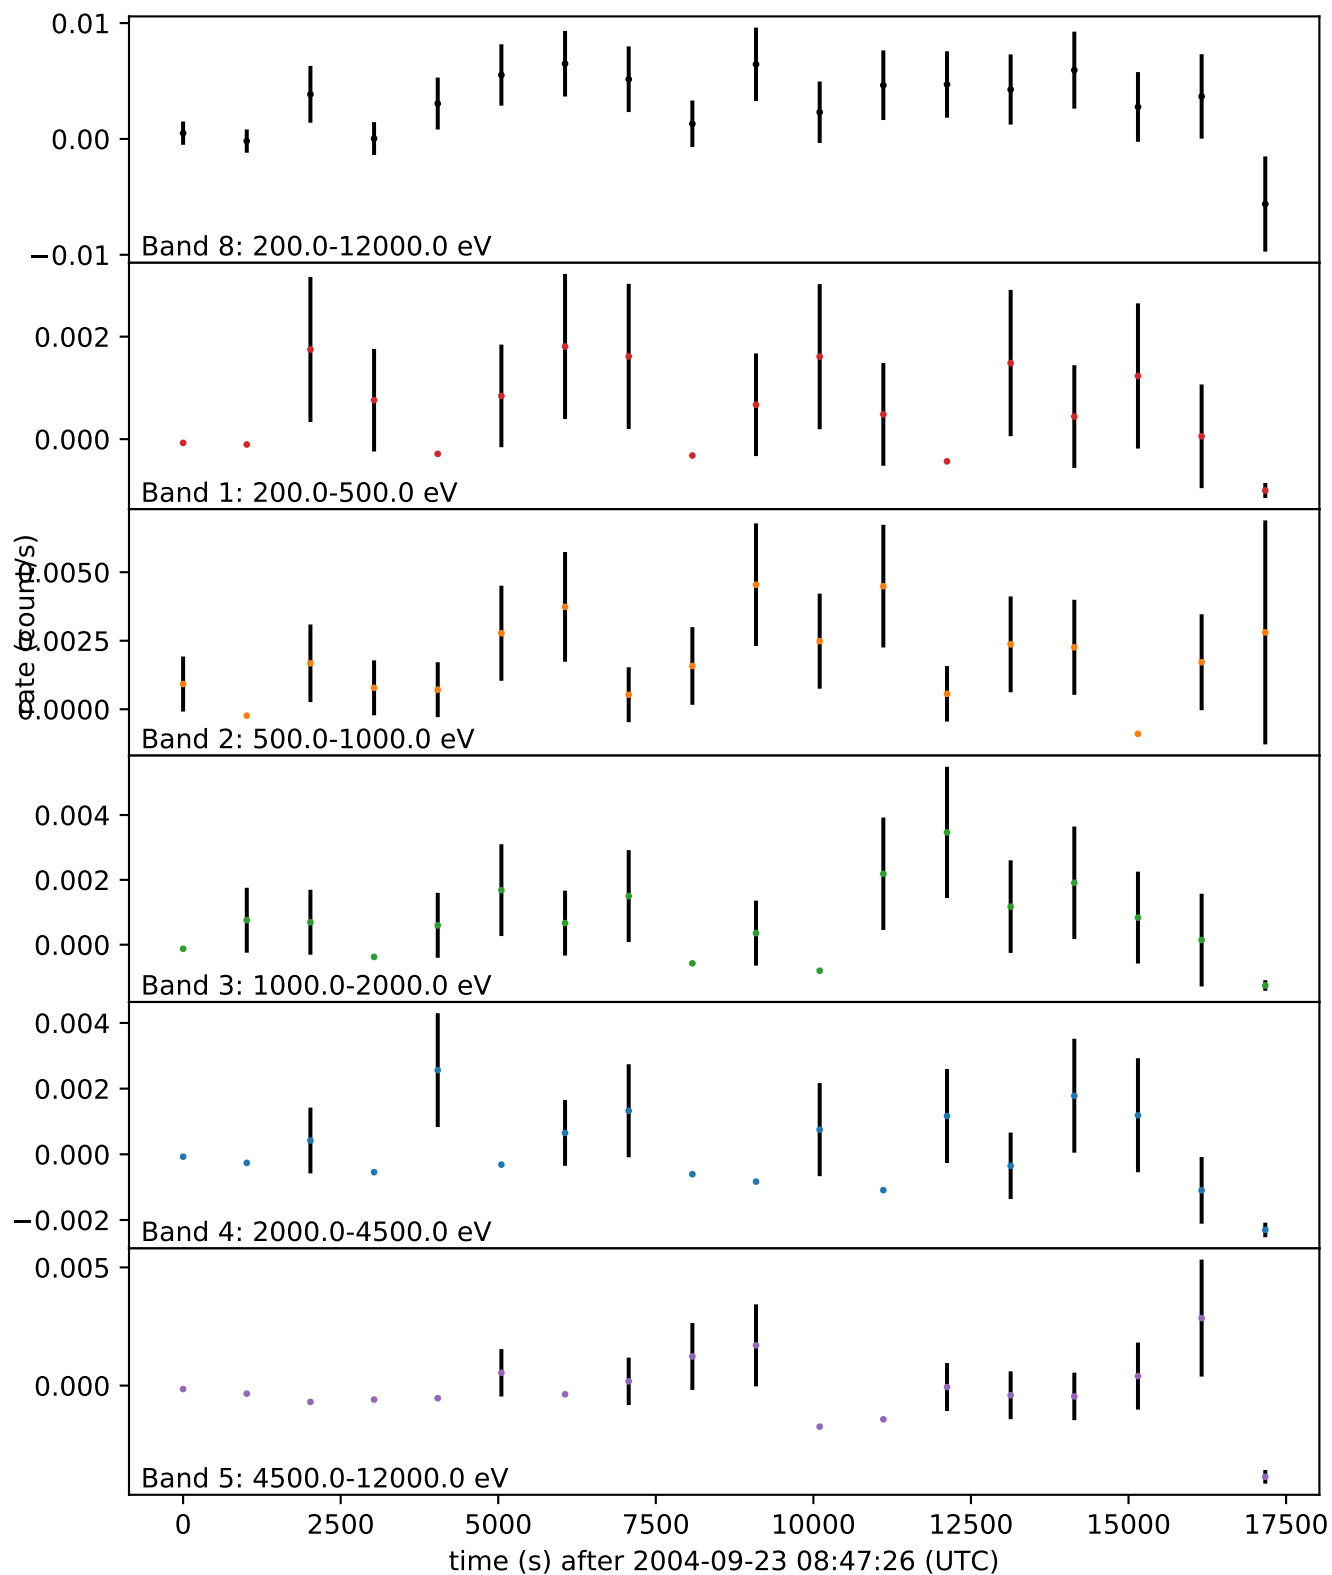 0.01
0.00
−0.01
Band 8: 200.0-12000.0 eV
0.002
0.000
Band 1: 200.0-500.0 eV
rate (count/s)
0.0050
0.0025
0.0000
Band 2: 500.0-1000.0 eV
0.004
0.002
0.000
Band 3: 1000.0-2000.0 eV
0.004
0.002
0.000
−0.002
Band 4: 2000.0-4500.0 eV
0.005
0.000
Band 5: 4500.0-12000.0 eV
0 2500 5000 7500 10000 12500 15000 17500
time (s) after 2004-09-23 08:47:26 (UTC)